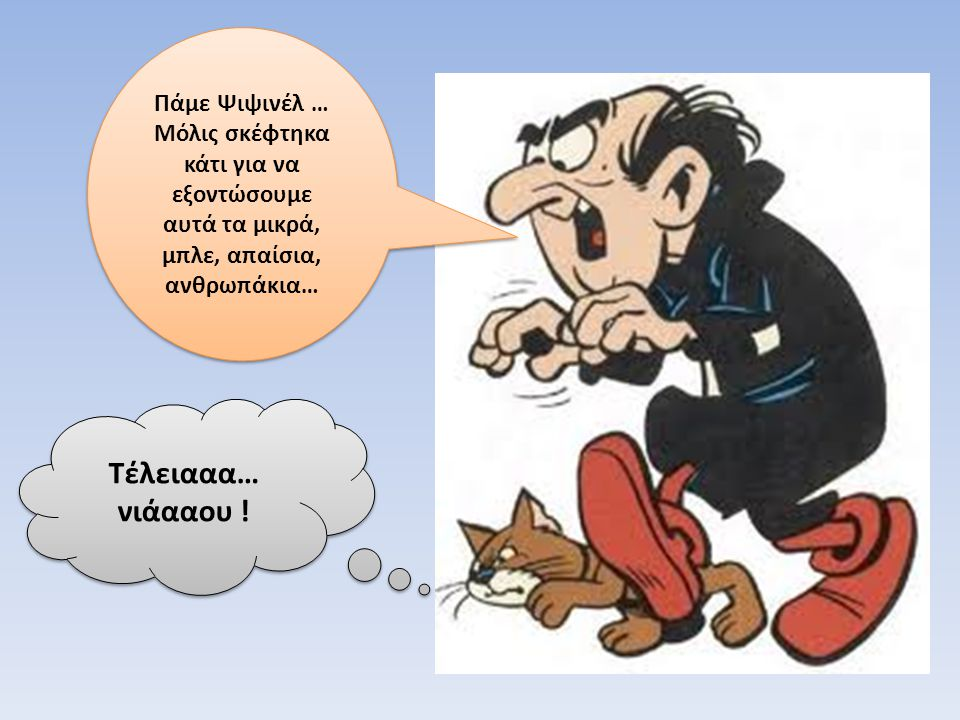 Πάμε Ψιψινέλ …
Μόλις σκέφτηκα
κάτι για να
εξοντώσουμε
αυτά τα μικρά,
μπλε, απαίσια,
ανθρωπάκια…
Τέλειααα…
νιάααου !